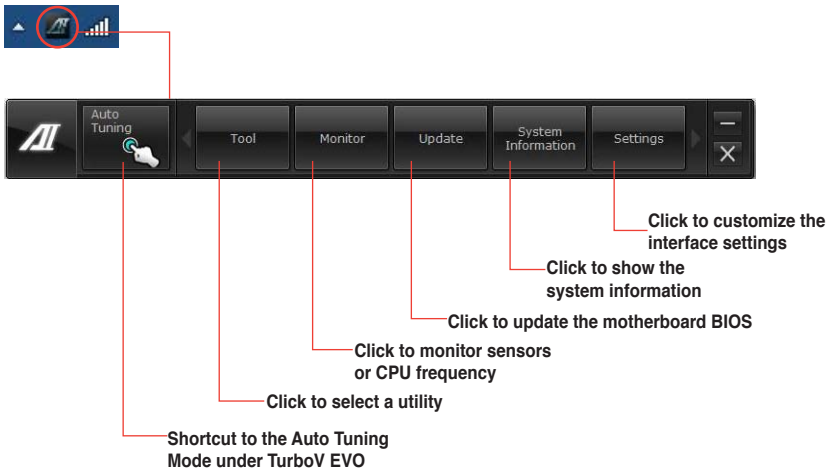 Auto
Tuning
Tool
Monitor
Update
System
Information
Settings
Click to customize the
interface settings
Click to show the
system information
Click to update the motherboard BIOS
Click to monitor sensors
or CPU frequency
Click to select a utility
Shortcut to the Auto Tuning
Mode under TurboV EVO